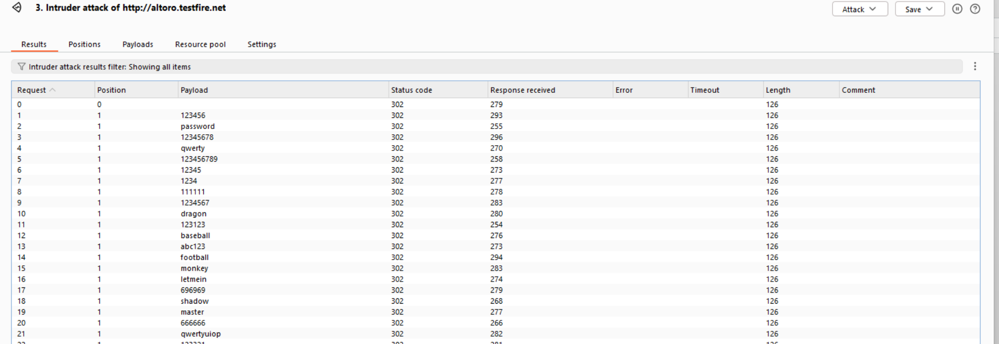 3. Intruder attack of http://altoro.testfire.net
Attack Save
Results Positions Payloads Resource pool Settings
Intruder attack results filter: Showing all items
Request Position Payload Status code Response received Error Timeout Length Comment
0 0 302 279 126
1 1 123456 302 293 126
2 1 password 302 255 126
3 1 12345678 302 296 126
4 1 qwerty 302 270 126
5 1 123456789 302 258 126
6 1 12345 302 273 126
7 1 1234 302 277 126
8 1 111111 302 278 126
9 1 1234567 302 283 126
10 1 dragon 302 280 126
11 1 123123 302 254 126
12 1 baseball 302 276 126
13 1 abc123 302 273 126
14 1 football 302 294 126
15 1 monkey 302 283 126
16 1 letmein 302 274 126
17 1 696969 302 279 126
18 1 shadow 302 268 126
19 1 master 302 277 126
20 1 666666 302 266 126
21 1 qwertyuiop 302 282 126